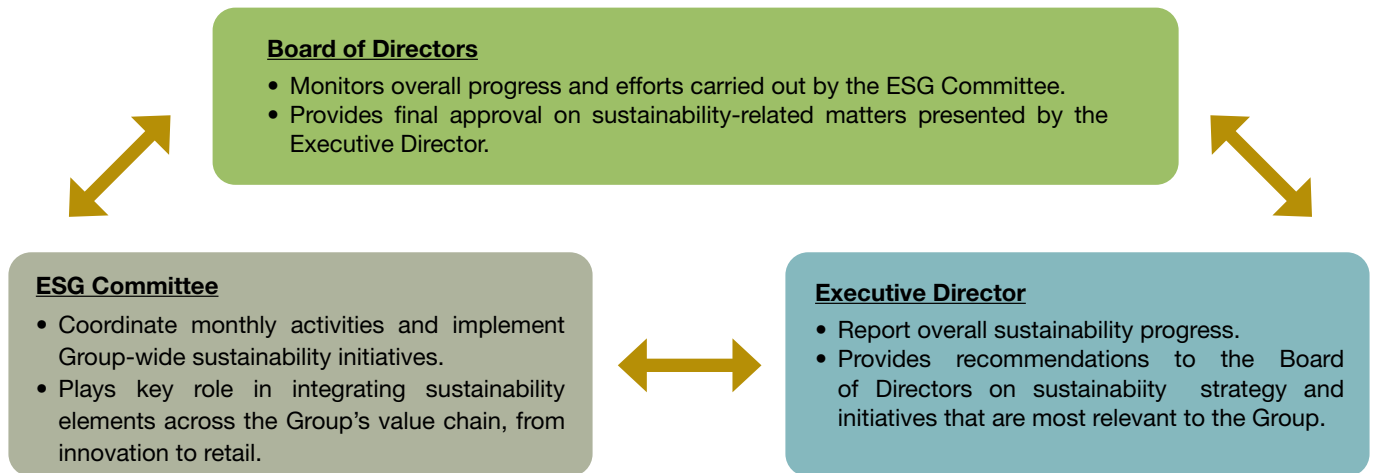 Board of Directors
• Monitors overall progress and efforts carried out by the ESG Committee.
• Provides final approval on sustainability-related matters presented by the
Executive Director.
ESG Committee
• Coordinate monthly activities and implement
Group-wide sustainability initiatives.
• Plays key role in integrating sustainability
elements across the Group's value chain, from
innovation to retail.
Executive Director
• Report overall sustainability progress.
• Provides recommendations to the Board
of Directors on sustainabiity strategy and
initiatives that are most relevant to the Group.